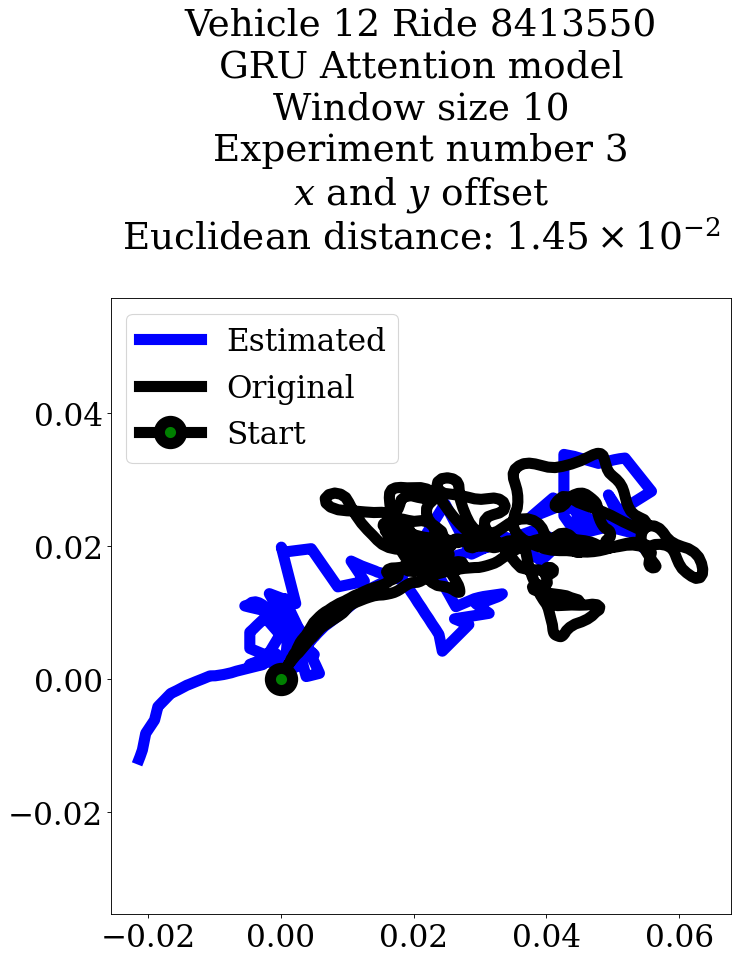 Vehicle 12 Ride 8413550
GRU Attention model
Window size 10
Experiment number 3
x and y offset
Euclidean distance: 1.45 × 10⁻²
Estimated
Original
Start
0.04
0.02
0.00
−0.02
−0.02 0.00 0.02 0.04 0.06